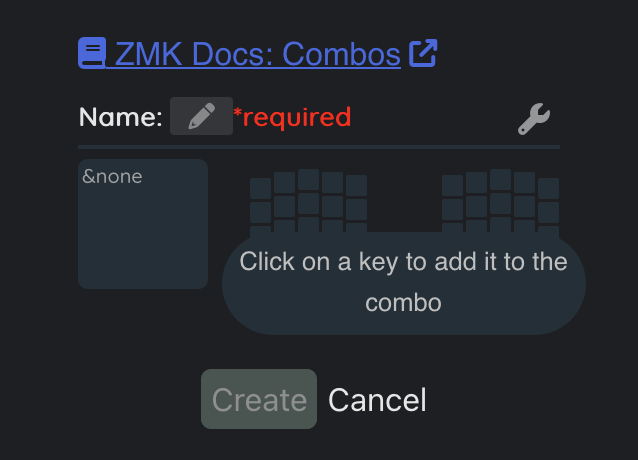 ZMK Docs: Combos
Name: *required
&none
Click on a key to add it to the
combo
Create Cancel